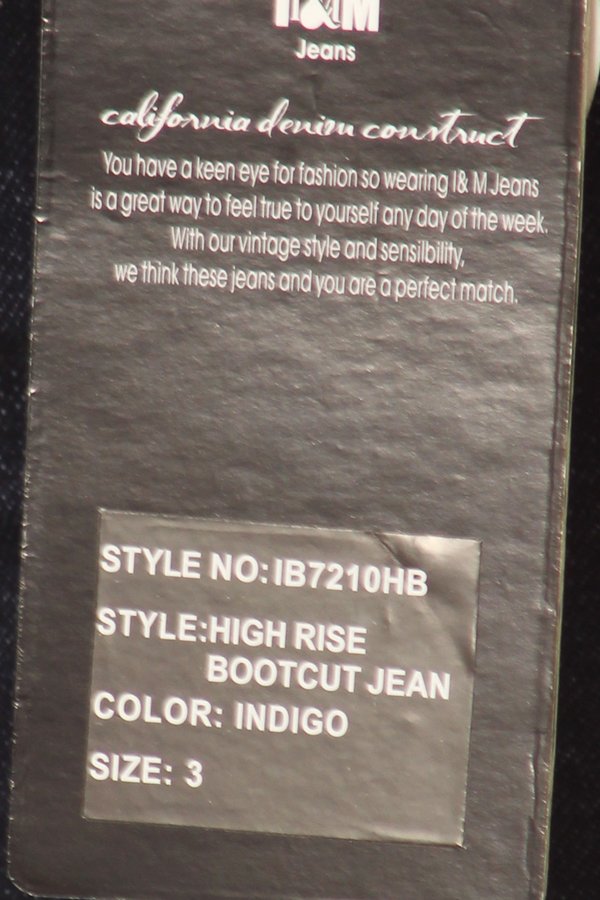 I&M
Jeans
california denim construct
You have a keen eye for fashion so wearing I& M Jeans
is a great way to feel true to yourself any day of the week.
With our vintage style and sensilbility,
we think these jeans and you are a perfect match.
STYLE NO: IB7210HB
STYLE: HIGH RISE
BOOTCUT JEAN
COLOR: INDIGO
SIZE: 3